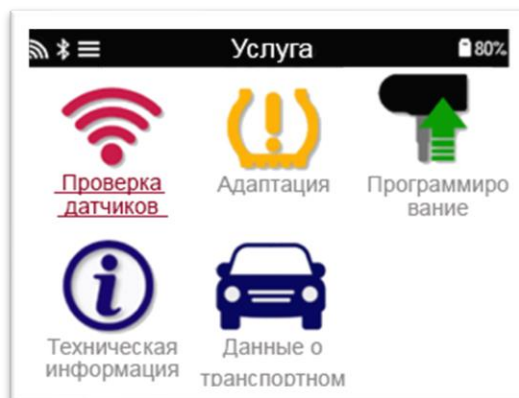 Услуга 80%
Проверка
датчиков
Адаптация
Программиро
вание
Техническая
информация
Данные о
транспортном